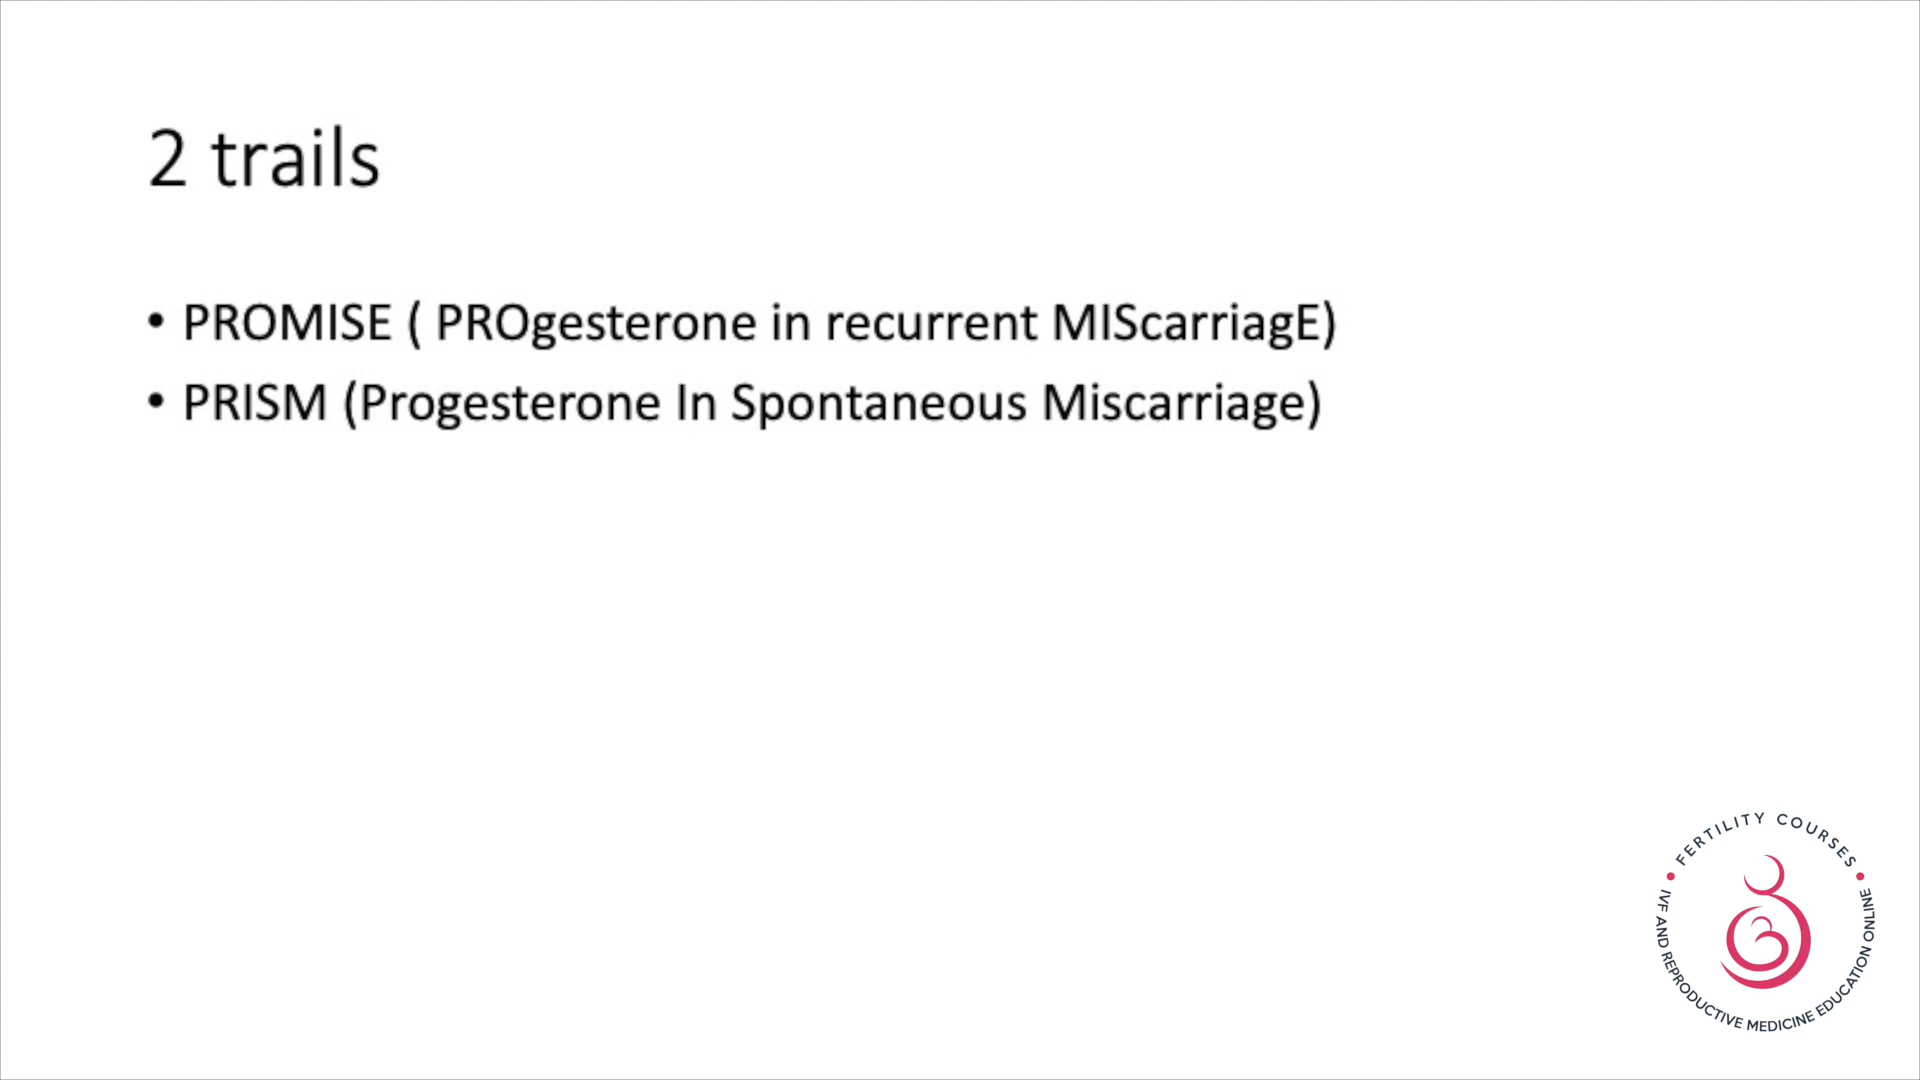 2 trails
• PROMISE ( PROgesterone in recurrent MIScarriagE)
• PRISM (Progesterone In Spontaneous Miscarriage)
• FERTILITY COURSES •
IVF AND REPRODUCTIVE MEDICINE EDUCATION ONLINE